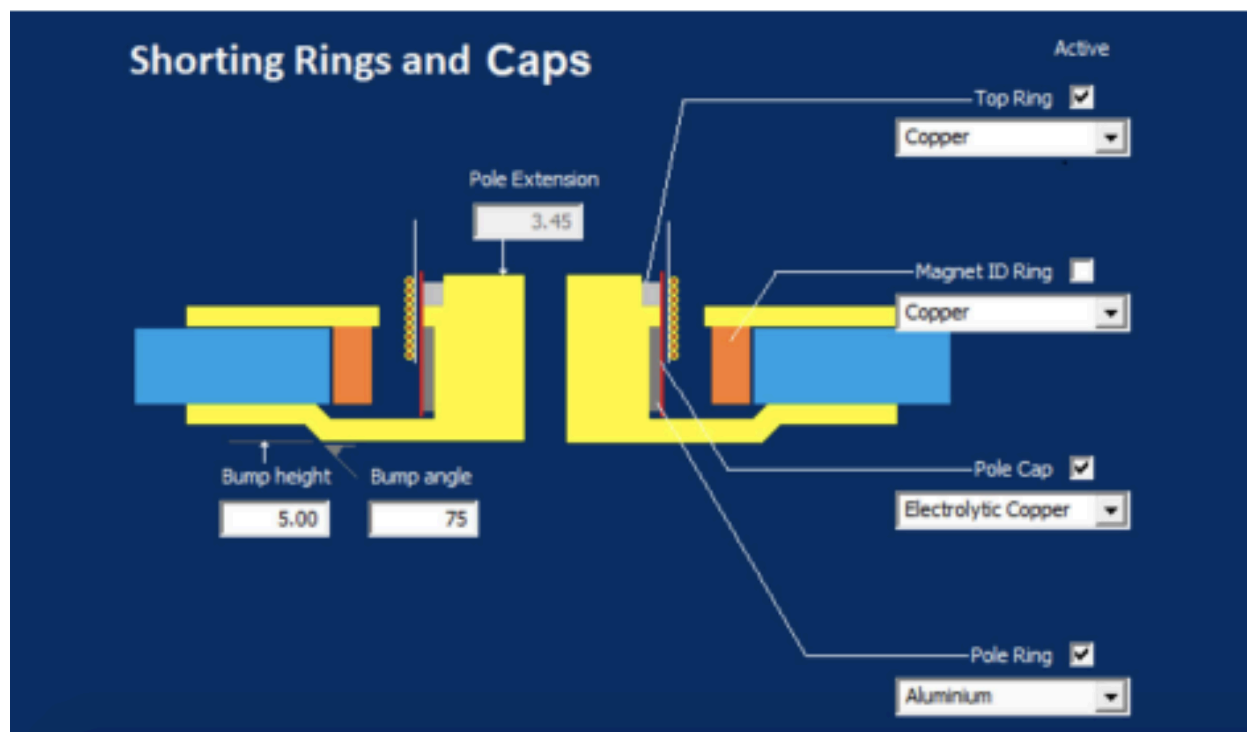 Shorting Rings and Caps
Active
Top Ring
Copper
Pole Extension
3.45
Magnet ID Ring
Copper
Bump height
Bump angle
5.00
75
Pole Cap
Electrolytic Copper
Pole Ring
Aluminium